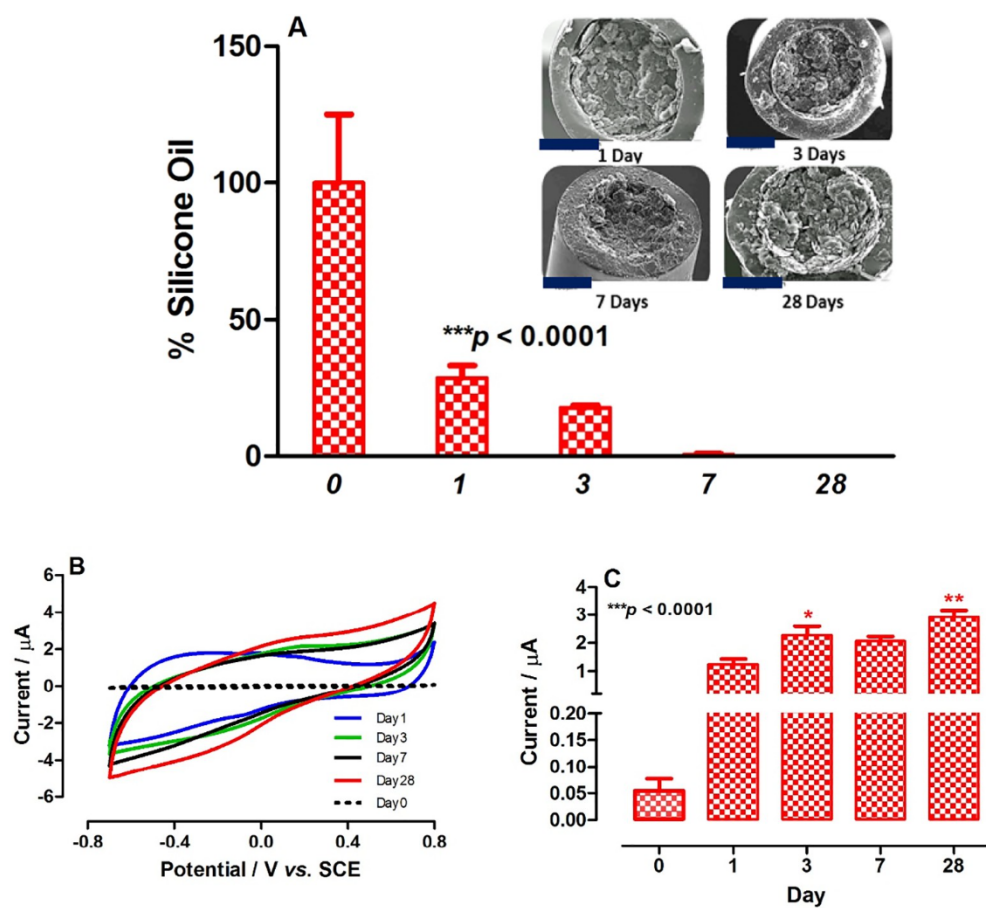 A
150
100
50
0
% Silicone Oil
***p < 0.0001
0 1 3 7 28
1 Day
3 Days
7 Days
28 Days
B
6
4
2
0
-2
-4
-6
Current / μA
Day1
Day3
Day7
Day28
Day0
-0.8 -0.4 0.0 0.4 0.8
Potential / V vs. SCE
C
***p < 0.0001
*
**
4
3
2
1
0.20
0.15
0.10
0.05
0.00
Current / μA
0 1 3 7 28
Day